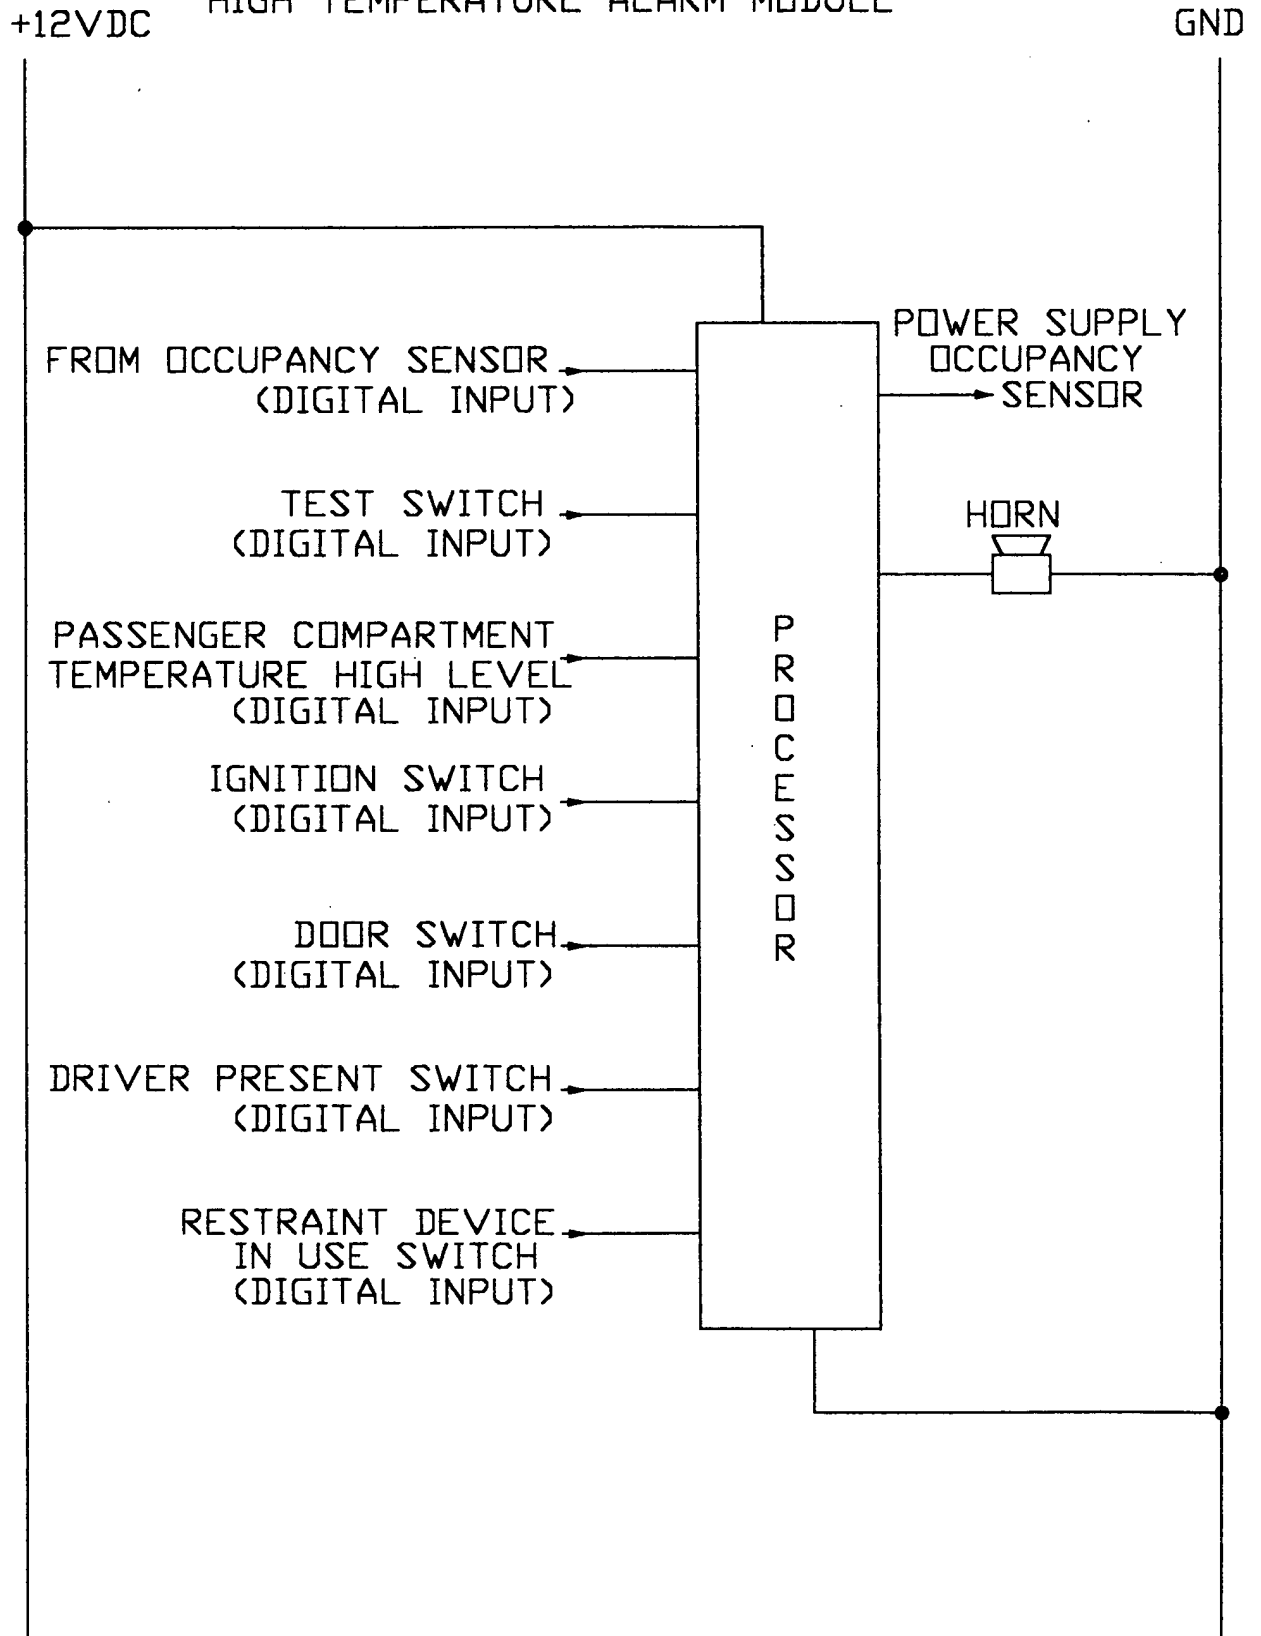 HIGH TEMPERATURE ALARM MODULE
+12VDC
GND
POWER SUPPLY
OCCUPANCY
SENSOR
FROM OCCUPANCY SENSOR
(DIGITAL INPUT)
TEST SWITCH
(DIGITAL INPUT)
HORN
PASSENGER COMPARTMENT
TEMPERATURE HIGH LEVEL
(DIGITAL INPUT)
PROCESSOR
IGNITION SWITCH
(DIGITAL INPUT)
DOOR SWITCH
(DIGITAL INPUT)
DRIVER PRESENT SWITCH
(DIGITAL INPUT)
RESTRAINT DEVICE
IN USE SWITCH
(DIGITAL INPUT)